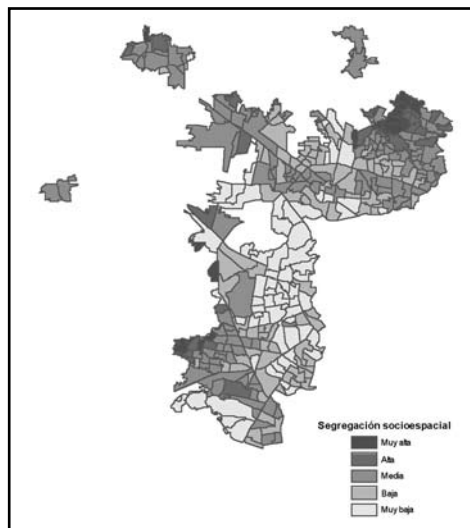 Segregación socioespacial
Muy alta
Alta
Media
Baja
Muy baja